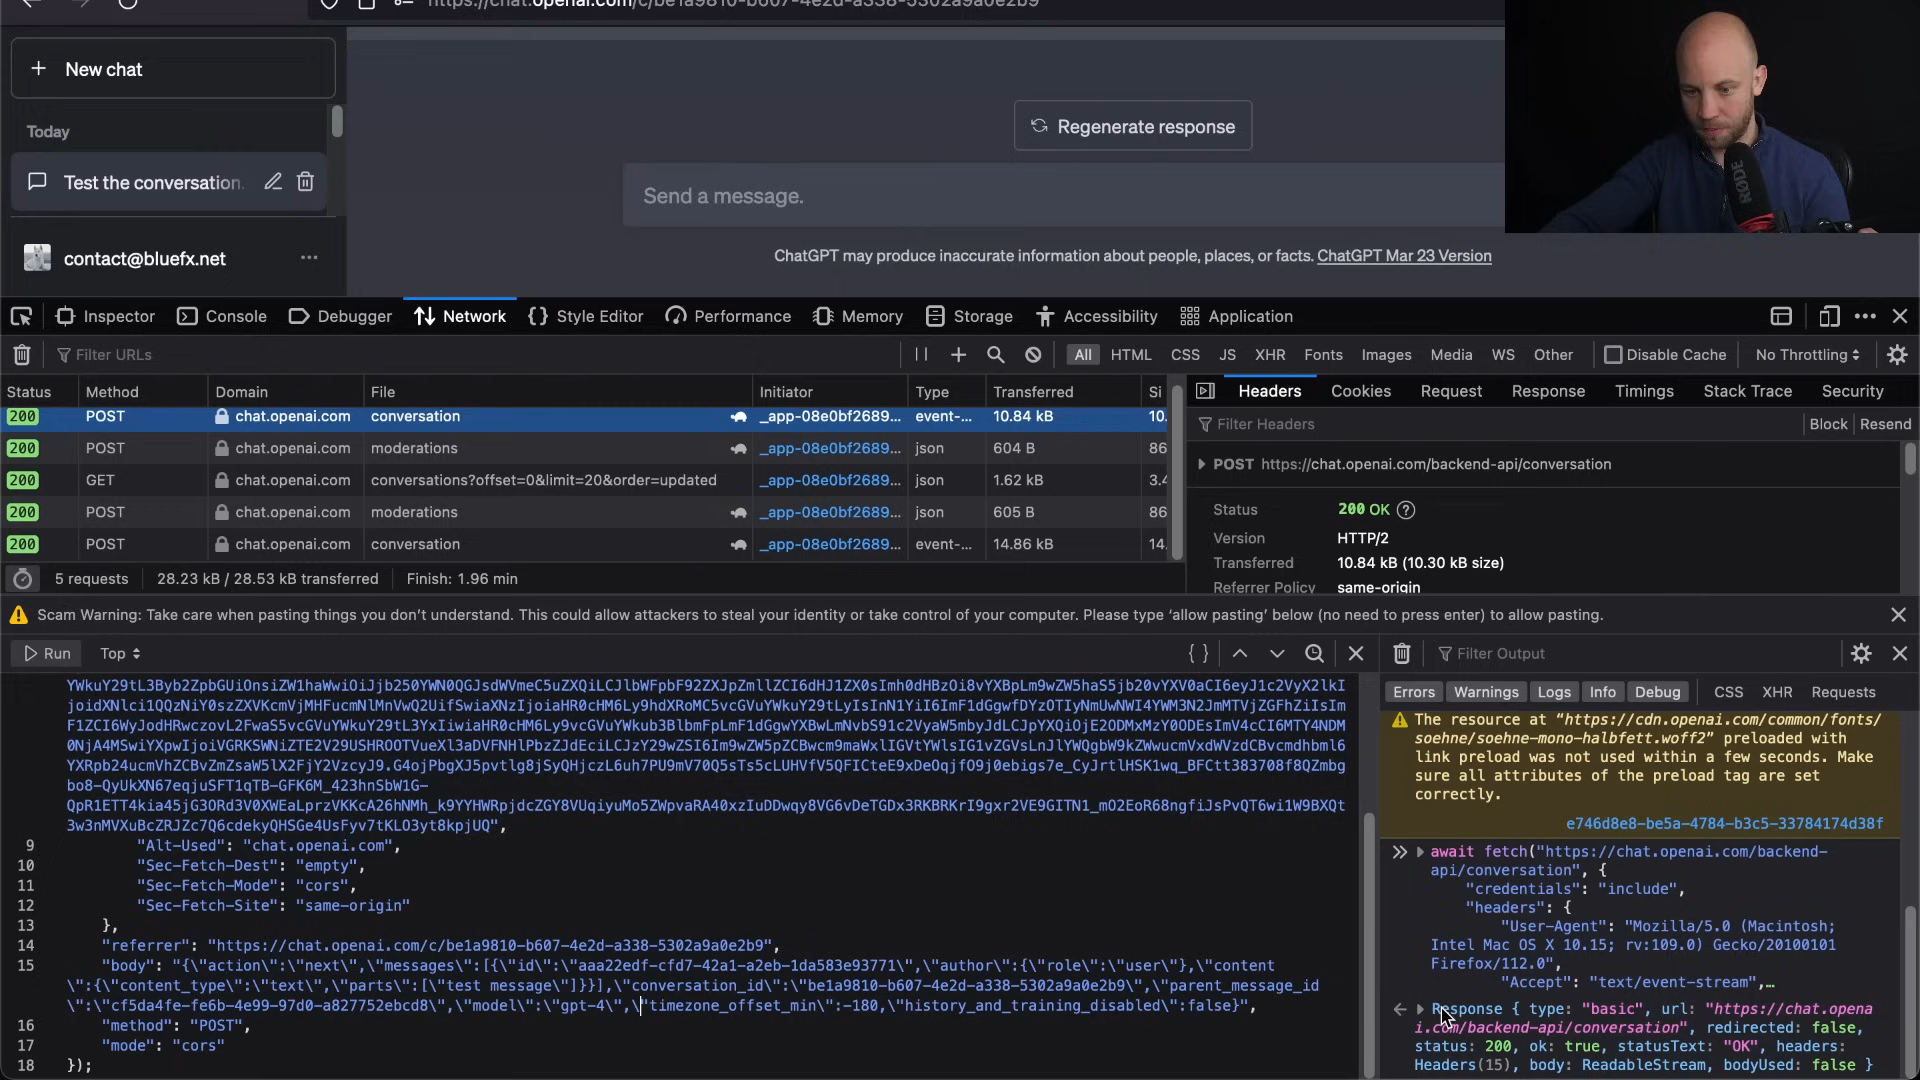 https://chat.openai.com/c/be1a9810-b607-4e2d-a338-5302a9a0e2b9
+ New chat
Today
Test the conversation.
contact@bluefx.net
Regenerate response
Send a message.
ChatGPT may produce inaccurate information about people, places, or facts. ChatGPT Mar 23 Version
RØDE
Inspector Console Debugger Network Style Editor Performance Memory Storage Accessibility Application
Filter URLs
All HTML CSS JS XHR Fonts Images Media WS Other Disable Cache No Throttling
Status Method Domain File Initiator Type Transferred Si
200 POST chat.openai.com conversation _app-08e0bf2689... event-... 10.84 kB 10.
200 POST chat.openai.com moderations _app-08e0bf2689... json 604 B 86
200 GET chat.openai.com conversations?offset=0&limit=20&order=updated _app-08e0bf2689... json 1.62 kB 3.4
200 POST chat.openai.com moderations _app-08e0bf2689... json 605 B 86
200 POST chat.openai.com conversation _app-08e0bf2689... event-... 14.86 kB 14.
5 requests 28.23 kB / 28.53 kB transferred Finish: 1.96 min
Headers Cookies Request Response Timings Stack Trace Security
Filter Headers Block Resend
POST https://chat.openai.com/backend-api/conversation
Status 200 OK ?
Version HTTP/2
Transferred 10.84 kB (10.30 kB size)
Referrer Policy same-origin
Scam Warning: Take care when pasting things you don’t understand. This could allow attackers to steal your identity or take control of your computer. Please type ‘allow pasting’ below (no need to press enter) to allow pasting.
Run Top
9 "Alt-Used": "chat.openai.com",
10 "Sec-Fetch-Dest": "empty",
11 "Sec-Fetch-Mode": "cors",
12 "Sec-Fetch-Site": "same-origin"
13 },
14 "referrer": "https://chat.openai.com/c/be1a9810-b607-4e2d-a338-5302a9a0e2b9",
15 "body": "{\"action\":\"next\",\"messages\":[{\"id\":\"aaa22edf-cfd7-42a1-a2eb-1da583e93771\",\"author\":{\"role\":\"user\"},\"content
\":{\"content_type\":\"text\",\"parts\":[\"test message\"]}}],\"conversation_id\":\"be1a9810-b607-4e2d-a338-5302a9a0e2b9\",\"parent_message_id
\":\"cf5da4fe-fe6b-4e99-97d0-a827752ebcd8\",\"model\":\"gpt-4\",\"timezone_offset_min\":-180,\"history_and_training_disabled\":false}",
16 "method": "POST",
17 "mode": "cors"
18 });
Filter Output
Errors Warnings Logs Info Debug CSS XHR Requests
The resource at “https://cdn.openai.com/common/fonts/
soehne/soehne-mono-halbfett.woff2” preloaded with
link preload was not used within a few seconds. Make
sure all attributes of the preload tag are set
correctly.
e746d8e8-be5a-4784-b3c5-33784174d38f
await fetch("https://chat.openai.com/backend-
api/conversation", {
"credentials": "include",
"headers": {
"User-Agent": "Mozilla/5.0 (Macintosh;
Intel Mac OS X 10.15; rv:109.0) Gecko/20100101
Firefox/112.0",
"Accept": "text/event-stream",…
Response { type: "basic", url: "https://chat.opena
i.com/backend-api/conversation", redirected: false,
status: 200, ok: true, statusText: "OK", headers:
Headers(15), body: ReadableStream, bodyUsed: false }